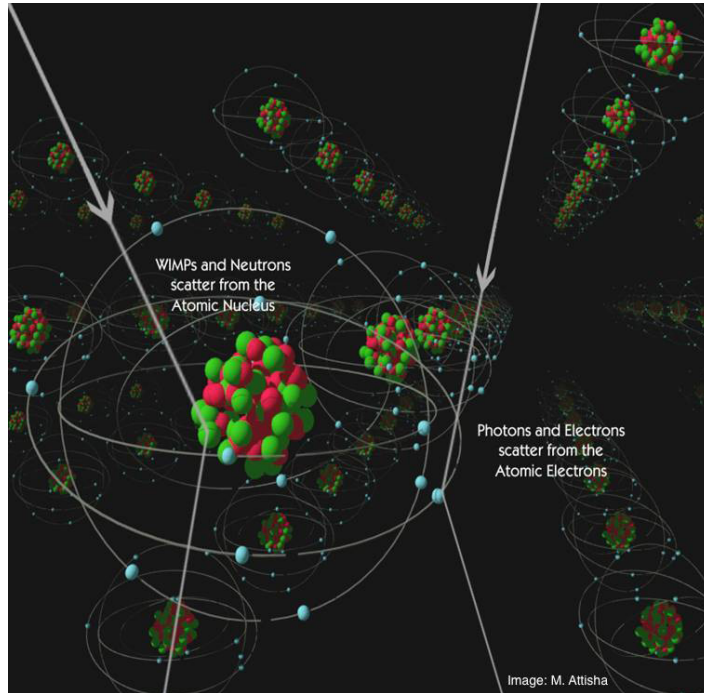 WIMPs and Neutrons
scatter from the
Atomic Nucleus
Photons and Electrons
scatter from the
Atomic Electrons
Image: M. Attisha